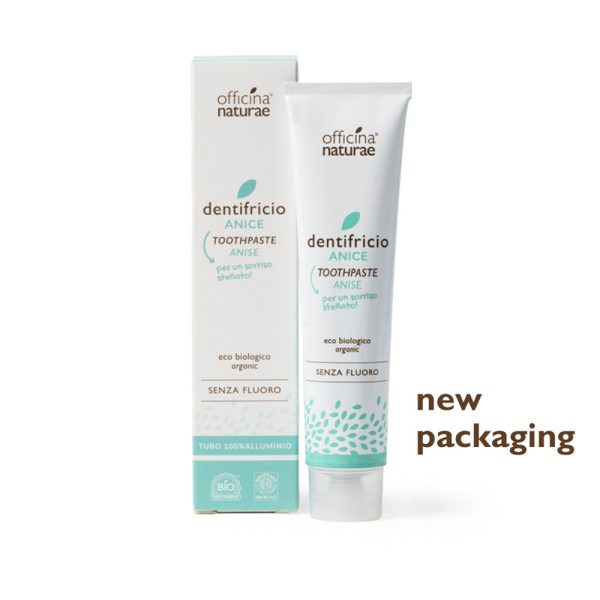 officina®
naturae
dentifricio
ANICE
TOOTHPASTE
ANISE
per un sorriso
stellato!
eco biologico
organic
SENZA FLUORO
TUBO 100%ALLUMINIO
BIO
officina®
naturae
dentifricio
ANICE
TOOTHPASTE
ANISE
per un sorriso
stellato!
eco biologico
organic
SENZA FLUORO
new
packaging